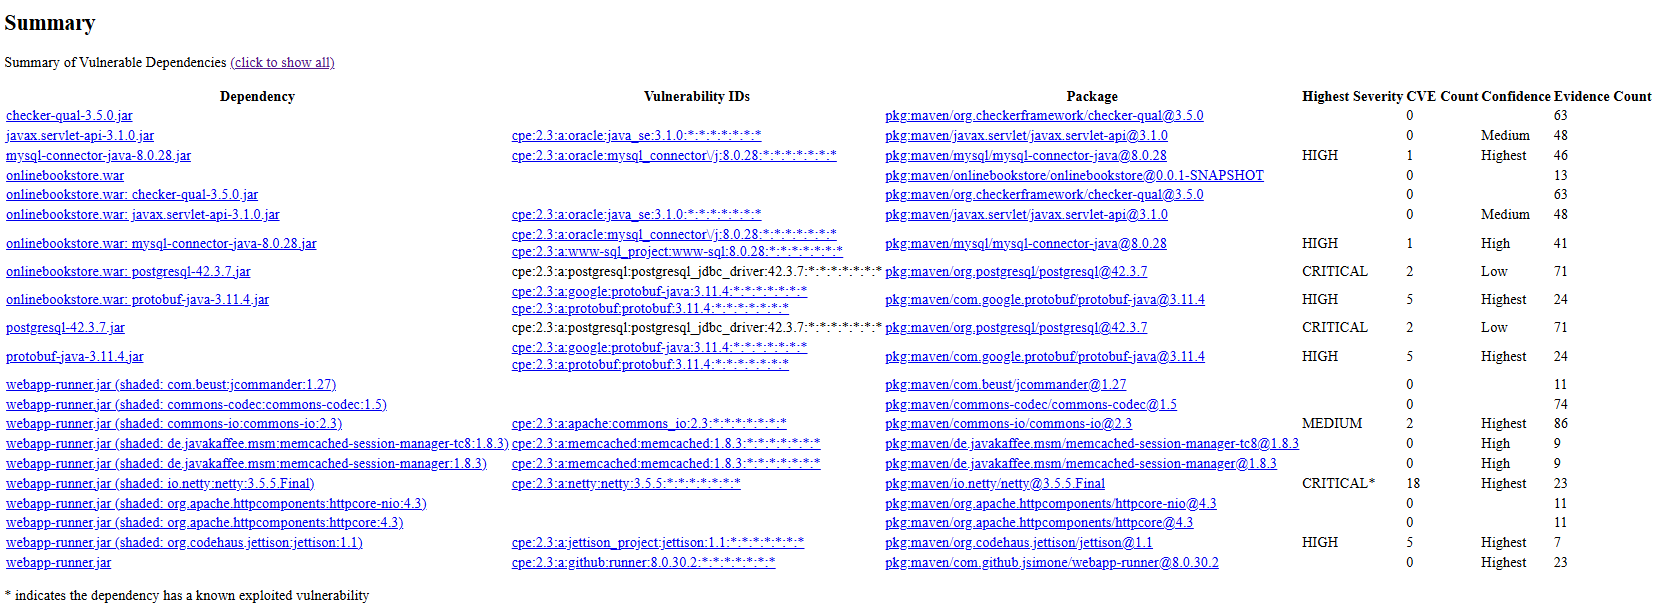 Summary
Summary of Vulnerable Dependencies (click to show all)
Dependency Vulnerability IDs Package Highest Severity CVE Count Confidence Evidence Count
checker-qual-3.5.0.jar pkg:maven/org.checkerframework/checker-qual@3.5.0 0 63
javax.servlet-api-3.1.0.jar cpe:2.3:a:oracle:java_se:3.1.0:*:*:*:*:*:*:* pkg:maven/javax.servlet/javax.servlet-api@3.1.0 0 Medium 48
mysql-connector-java-8.0.28.jar cpe:2.3:a:oracle:mysql_connector\/j:8.0.28:*:*:*:*:*:*:* pkg:maven/mysql/mysql-connector-java@8.0.28 HIGH 1 Highest 46
onlinebookstore.war pkg:maven/onlinebookstore/onlinebookstore@0.0.1-SNAPSHOT 0 13
onlinebookstore.war: checker-qual-3.5.0.jar pkg:maven/org.checkerframework/checker-qual@3.5.0 0 63
onlinebookstore.war: javax.servlet-api-3.1.0.jar cpe:2.3:a:oracle:java_se:3.1.0:*:*:*:*:*:*:* pkg:maven/javax.servlet/javax.servlet-api@3.1.0 0 Medium 48
cpe:2.3:a:oracle:mysql_connector\/j:8.0.28:*:*:*:*:*:*:*
onlinebookstore.war: mysql-connector-java-8.0.28.jar pkg:maven/mysql/mysql-connector-java@8.0.28 HIGH 1 High 41
cpe:2.3:a:www-sql_project:www-sql:8.0.28:*:*:*:*:*:*:*
onlinebookstore.war: postgresql-42.3.7.jar cpe:2.3:a:postgresql:postgresql_jdbc_driver:42.3.7:*:*:*:*:*:*:* pkg:maven/org.postgresql/postgresql@42.3.7 CRITICAL 2 Low 71
cpe:2.3:a:google:protobuf-java:3.11.4:*:*:*:*:*:*:*
onlinebookstore.war: protobuf-java-3.11.4.jar pkg:maven/com.google.protobuf/protobuf-java@3.11.4 HIGH 5 Highest 24
cpe:2.3:a:protobuf:protobuf:3.11.4:*:*:*:*:*:*:*
postgresql-42.3.7.jar cpe:2.3:a:postgresql:postgresql_jdbc_driver:42.3.7:*:*:*:*:*:*:* pkg:maven/org.postgresql/postgresql@42.3.7 CRITICAL 2 Low 71
cpe:2.3:a:google:protobuf-java:3.11.4:*:*:*:*:*:*:*
protobuf-java-3.11.4.jar pkg:maven/com.google.protobuf/protobuf-java@3.11.4 HIGH 5 Highest 24
cpe:2.3:a:protobuf:protobuf:3.11.4:*:*:*:*:*:*:*
webapp-runner.jar (shaded: com.beust:jcommander:1.27) pkg:maven/com.beust/jcommander@1.27 0 11
webapp-runner.jar (shaded: commons-codec:commons-codec:1.5) pkg:maven/commons-codec/commons-codec@1.5 0 74
webapp-runner.jar (shaded: commons-io:commons-io:2.3) cpe:2.3:a:apache:commons_io:2.3:*:*:*:*:*:*:* pkg:maven/commons-io/commons-io@2.3 MEDIUM 2 Highest 86
webapp-runner.jar (shaded: de.javakaffee.msm:memcached-session-manager-tc8:1.8.3) cpe:2.3:a:memcached:memcached:1.8.3:*:*:*:*:*:*:* pkg:maven/de.javakaffee.msm/memcached-session-manager-tc8@1.8.3 0 High 9
webapp-runner.jar (shaded: de.javakaffee.msm:memcached-session-manager:1.8.3) cpe:2.3:a:memcached:memcached:1.8.3:*:*:*:*:*:*:* pkg:maven/de.javakaffee.msm/memcached-session-manager@1.8.3 0 High 9
webapp-runner.jar (shaded: io.netty:netty:3.5.5.Final) cpe:2.3:a:netty:netty:3.5.5:*:*:*:*:*:*:* pkg:maven/io.netty/netty@3.5.5.Final CRITICAL* 18 Highest 23
webapp-runner.jar (shaded: org.apache.httpcomponents:httpcore-nio:4.3) pkg:maven/org.apache.httpcomponents/httpcore-nio@4.3 0 11
webapp-runner.jar (shaded: org.apache.httpcomponents:httpcore:4.3) pkg:maven/org.apache.httpcomponents/httpcore@4.3 0 11
webapp-runner.jar (shaded: org.codehaus.jettison:jettison:1.1) cpe:2.3:a:jettison_project:jettison:1.1:*:*:*:*:*:*:* pkg:maven/org.codehaus.jettison/jettison@1.1 HIGH 5 Highest 7
webapp-runner.jar cpe:2.3:a:github:runner:8.0.30.2:*:*:*:*:*:*:* pkg:maven/com.github.jsimone/webapp-runner@8.0.30.2 0 Highest 23
* indicates the dependency has a known exploited vulnerability